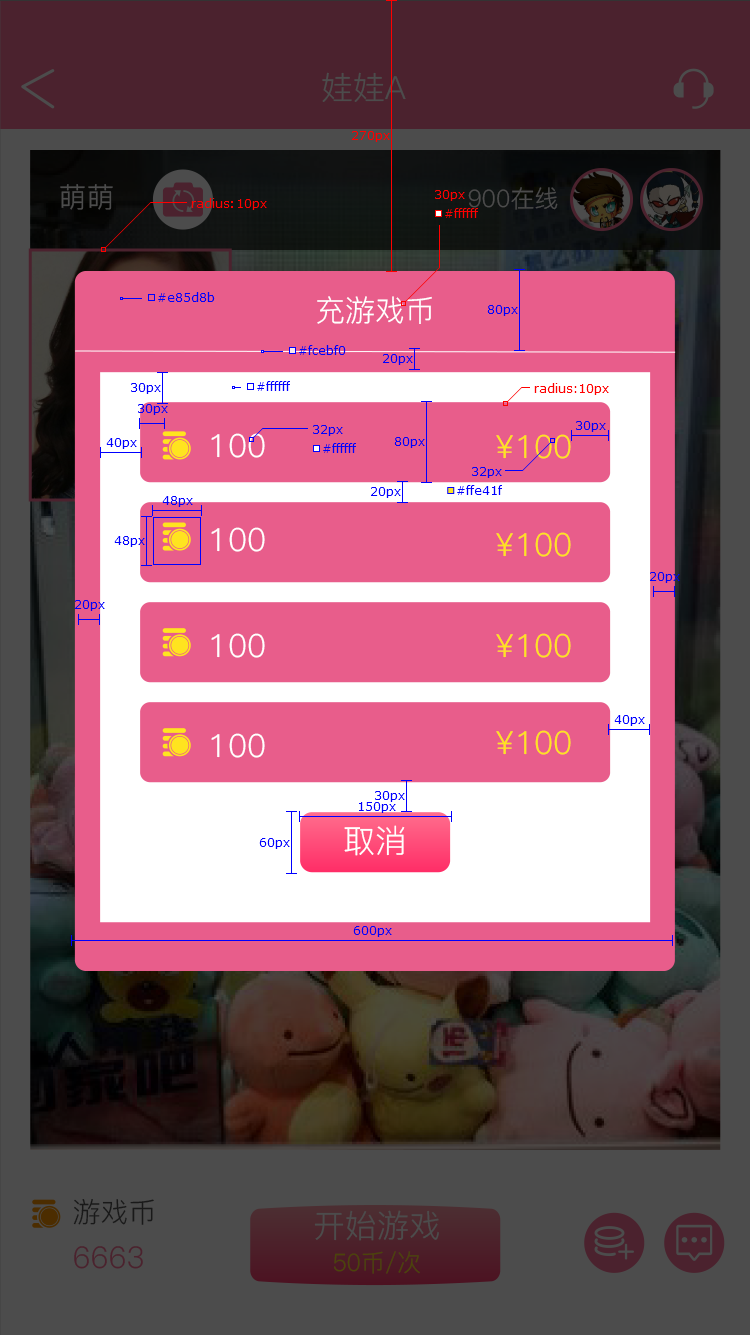 娃娃A
170px
萌萌
900在线
30px
#ffffff
radius:10px
#e85d8b
充游戏币
80px
#fcebf0
20px
30px
#ffffff
radius:10px
30px
40px
100
32px
#ffffff
80px
¥100
30px
32px
20px
#ffe41f
48px
48px
100
¥100
20px
20px
100
¥100
100
¥100
40px
30px
150px
60px
取消
600px
游戏币
6663
开始游戏
50币/次